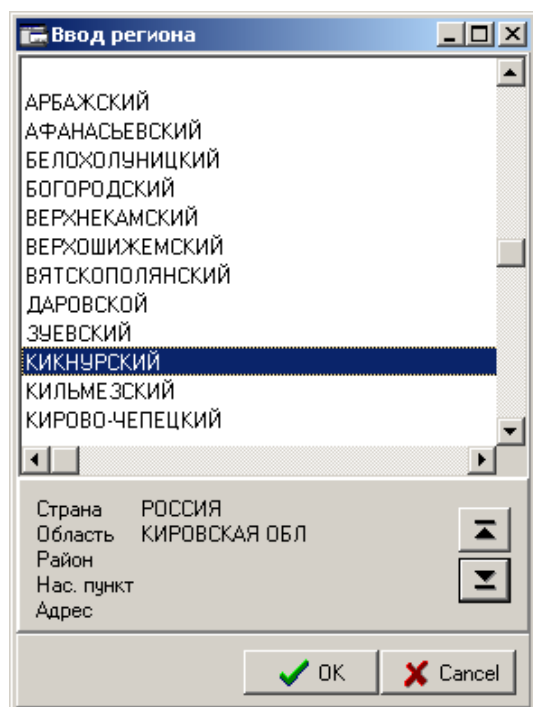 Ввод региона
АРБАЖСКИЙ
АФАНАСЬЕВСКИЙ
БЕЛОХОЛУНИЦКИЙ
БОГОРОДСКИЙ
ВЕРХНЕКАМСКИЙ
ВЕРХОШИЖЕМСКИЙ
ВЯТСКОПОЛЯНСКИЙ
ДАРОВСКОЙ
ЗУЕВСКИЙ
КИКНУРСКИЙ
КИЛЬМЕЗСКИЙ
КИРОВО-ЧЕПЕЦКИЙ
Страна РОССИЯ
Область КИРОВСКАЯ ОБЛ
Район
Нас. пункт
Адрес
OK Cancel